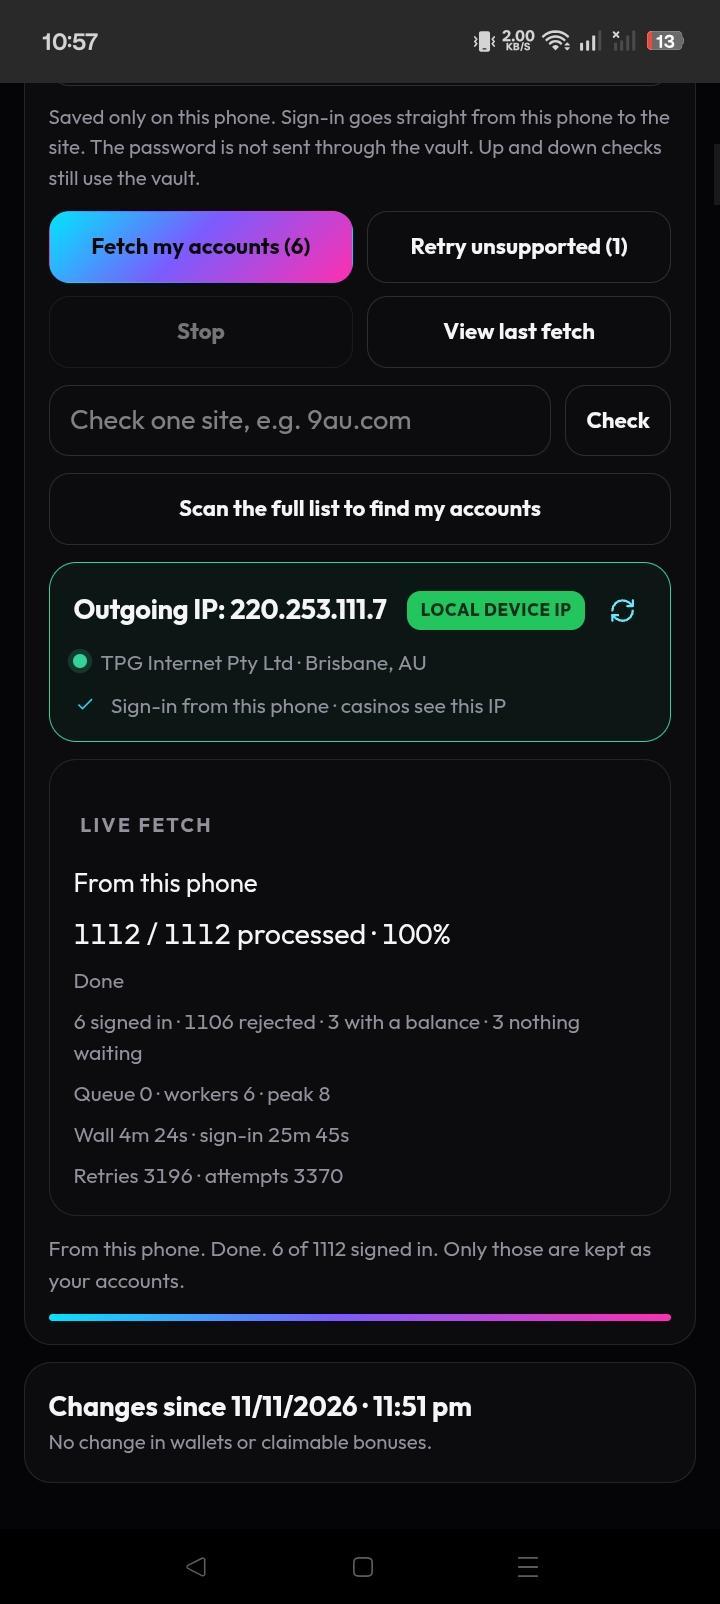 10:57
2.00
KB/S
13
Saved only on this phone. Sign-in goes straight from this phone to the
site. The password is not sent through the vault. Up and down checks
still use the vault.
Fetch my accounts (6)
Retry unsupported (1)
Stop
View last fetch
Check one site, e.g. 9au.com
Check
Scan the full list to find my accounts
Outgoing IP: 220.253.111.7
LOCAL DEVICE IP
TPG Internet Pty Ltd · Brisbane, AU
Sign-in from this phone · casinos see this IP
LIVE FETCH
From this phone
1112 / 1112 processed · 100%
Done
6 signed in · 1106 rejected · 3 with a balance · 3 nothing
waiting
Queue 0 · workers 6 · peak 8
Wall 4m 24s · sign-in 25m 45s
Retries 3196 · attempts 3370
From this phone. Done. 6 of 1112 signed in. Only those are kept as
your accounts.
Changes since 11/11/2026 · 11:51 pm
No change in wallets or claimable bonuses.